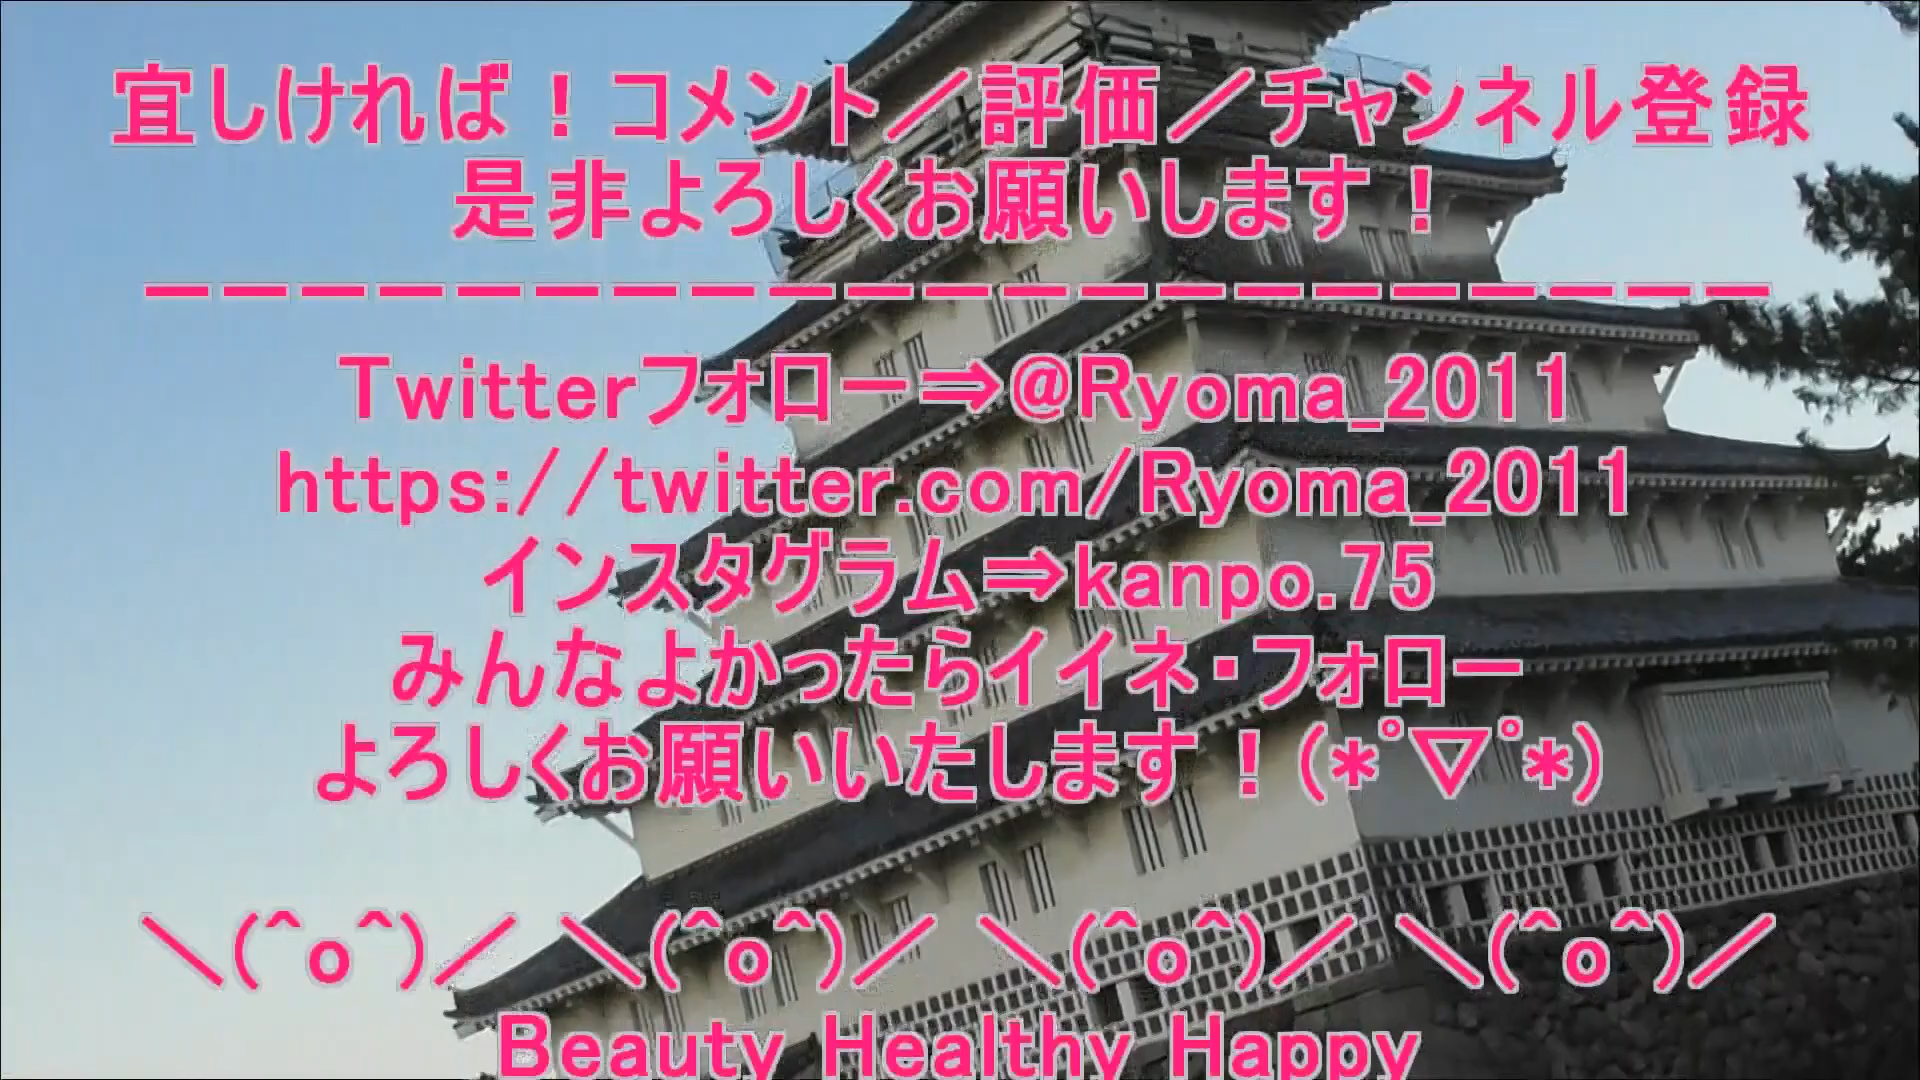 宜しければ！コメント／評価／チャンネル登録
是非よろしくお願いします！
ーーーーーーーーーーーーーーーーーーーーー
Twitterフォロー⇒@Ryoma_2011
https://twitter.com/Ryoma_2011
インスタグラム⇒kanpo.75
みんなよかったらイイネ・フォロー
よろしくお願いいたします！(*ﾟ▽ﾟ*)
＼(^o^)／ ＼(^o^)／ ＼(^o^)／ ＼(^o^)／
Beauty Healthy Happy